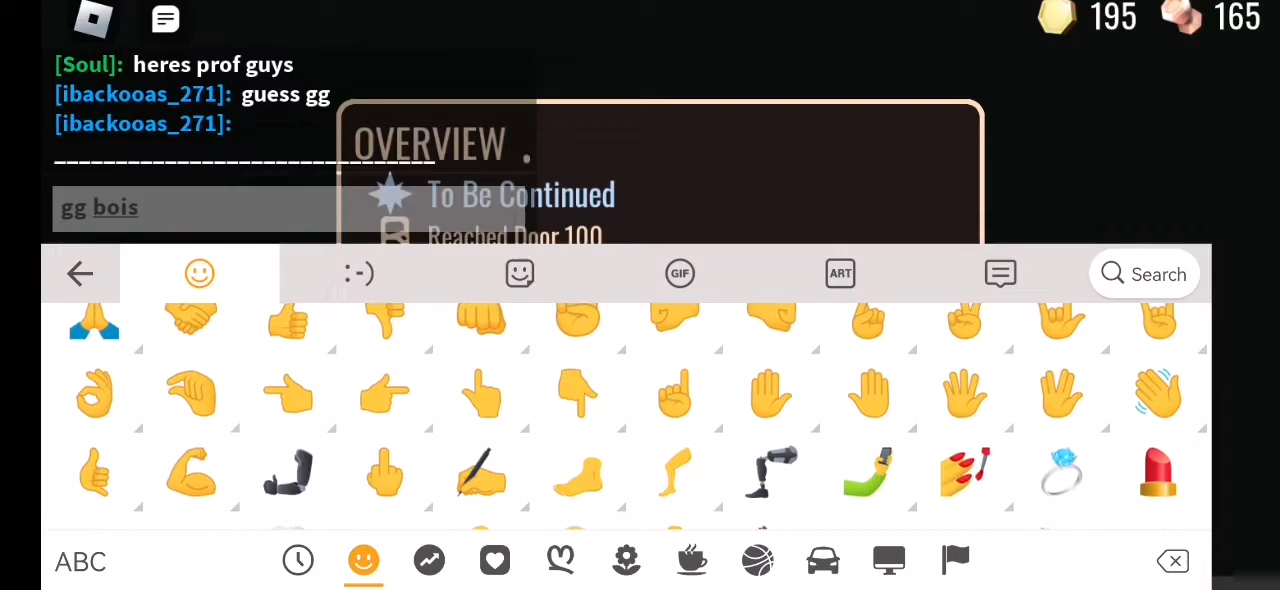 195 165
[Soul]: heres prof guys
[ibackooas_271]: guess gg
[ibackooas_271]:
_______________________________
OVERVIEW .
gg bois
To Be Continued
Reached Door 100
:-) GIF ART Search
ABC